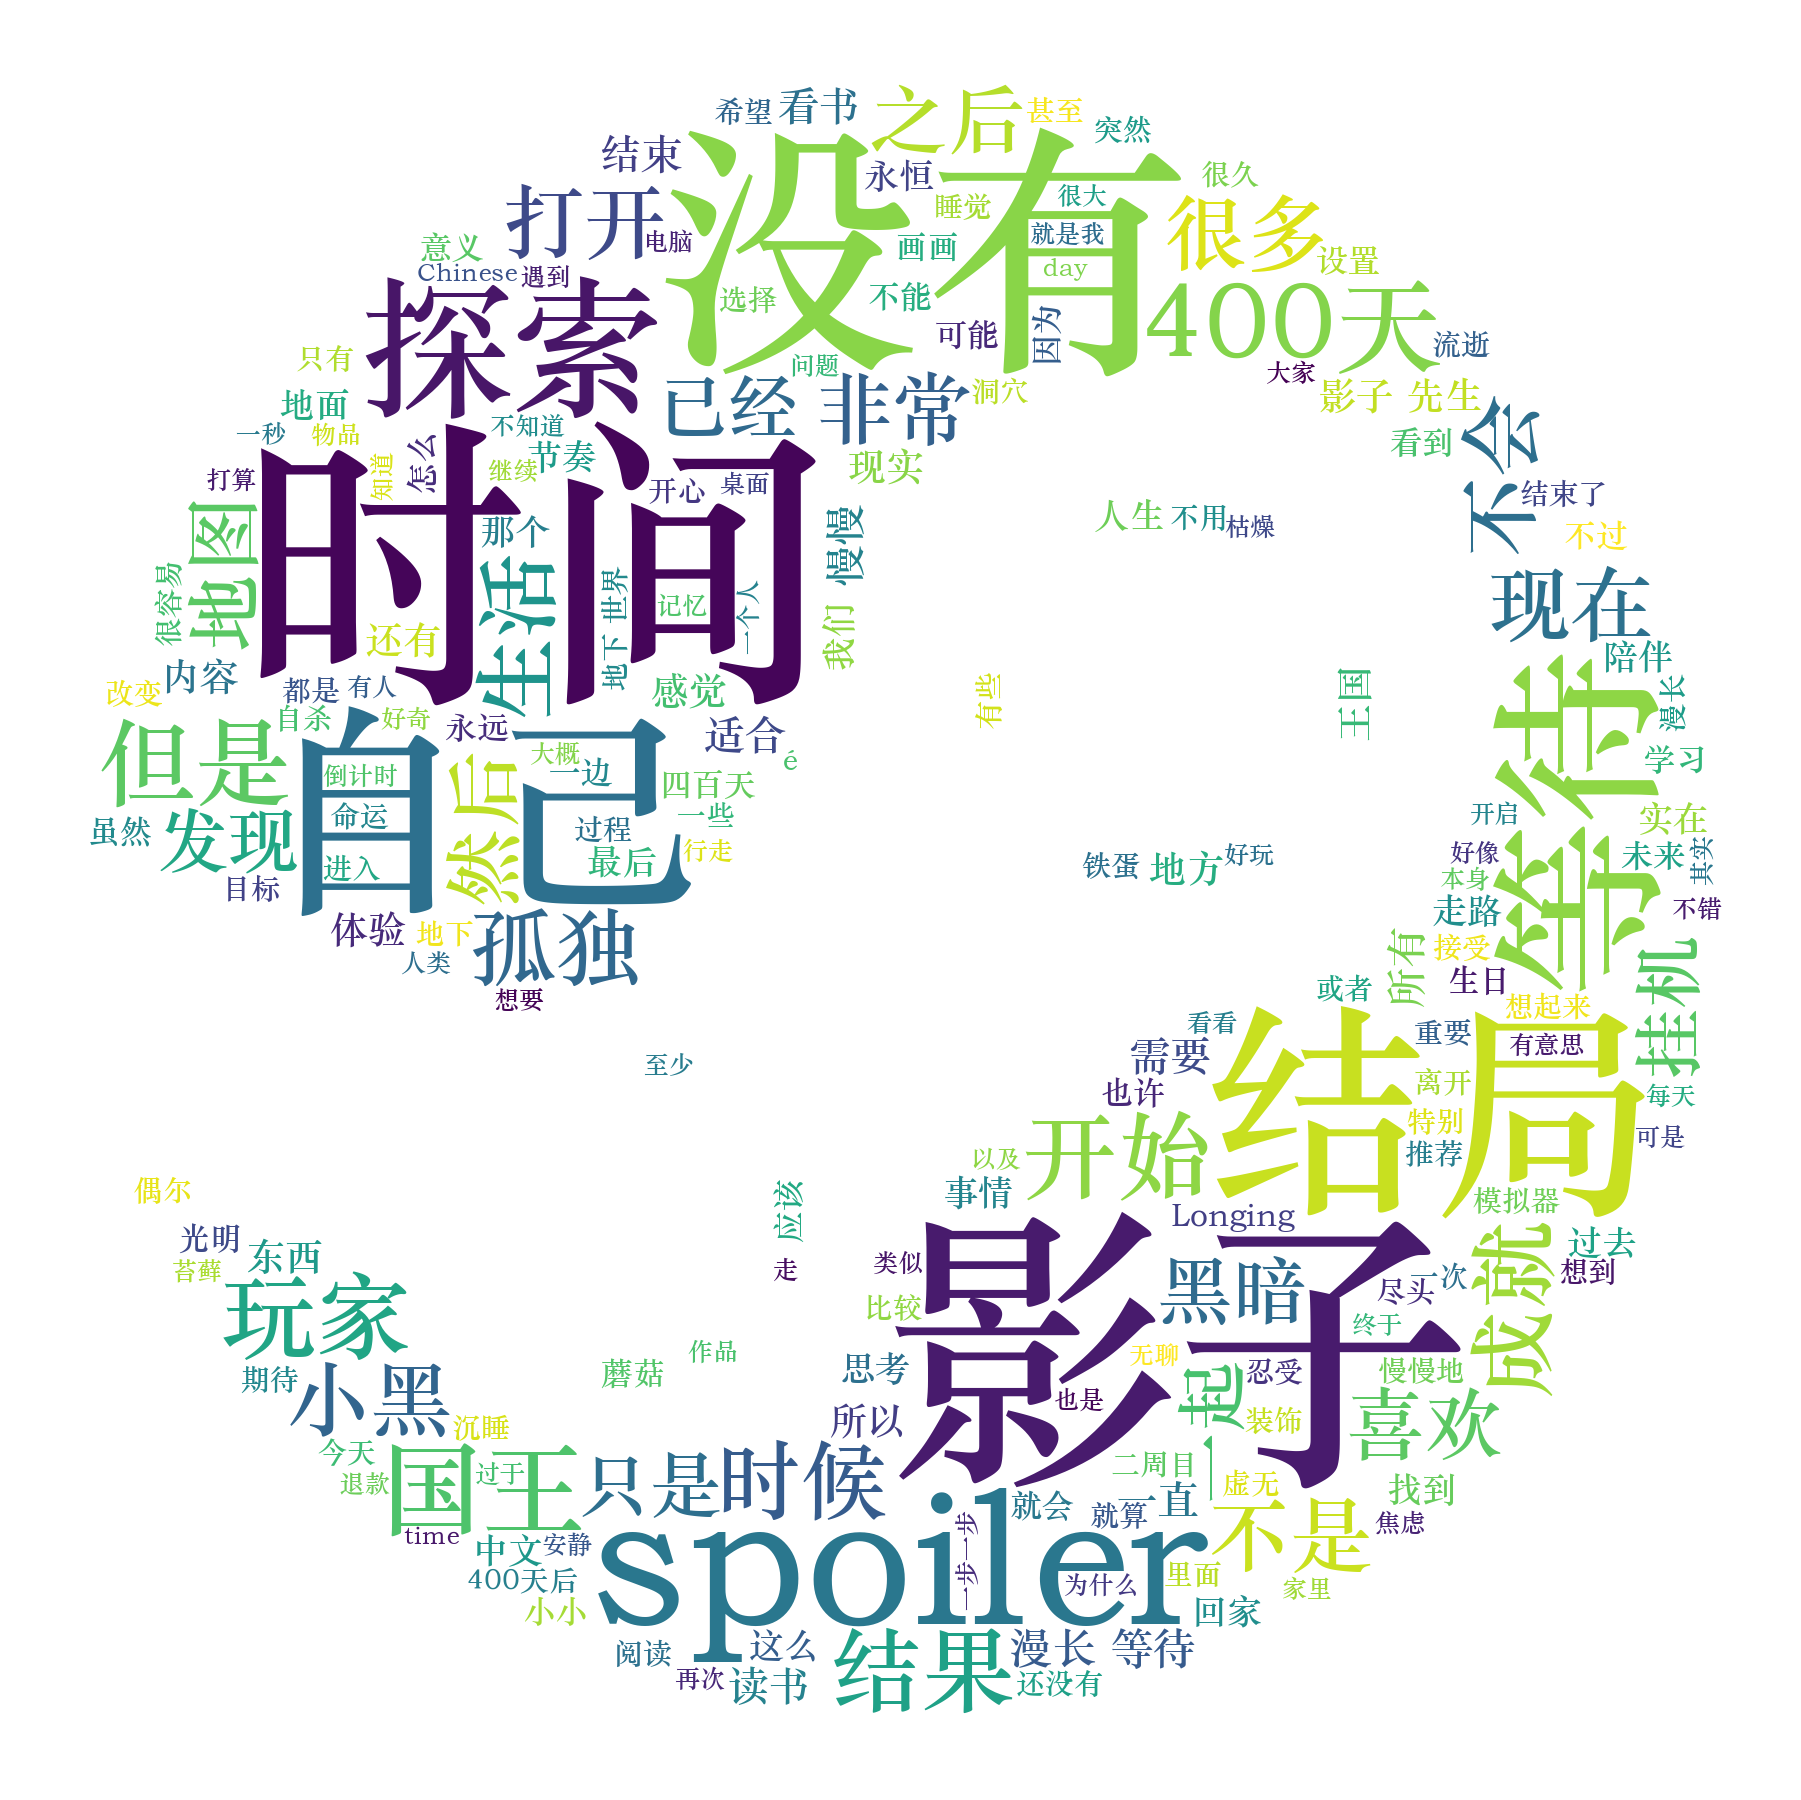 希望 看书 之后 甚至 突然
结束 没有 永恒 很大 很久
打开 电脑 睡觉 就是我 很多
意义 画画 day 设置
Chinese 遇到 选择 不能 400天
探索 可能 因为 流逝
只有 问题 大家
地面 已经 非常 洞穴 影子 先生
一秒 物品 不知道 不会 看到
怎么 节奏 现实
打算 知道 继续 开心 桌面 结束了
时间 人生 不用 枯燥 不过
地图 那个 慢慢
很容易 生活 地下 世界 记忆 一个人 现在
还有 我们 陪伴
内容 感觉 有些 王国 漫长
改变 都是 有人 等待
但是 自杀 好奇 永远 适合 学习
自己 大概 é
倒计时 然后 一边 四百天
虽然 发现 命运 过程 一些 开启 实在
进入 最后 行走 铁蛋 地方 好玩 好像 未来 其实
目标 本身
体验 地下 孤独 走路 不错
人类 所有 接受
想要 或者 生日 挂机
看看 想起来
至少 需要 结局 重要 有意思
也许 离开 每天
开始 特别 可是
以及 推荐
偶尔 应该 事情 模拟器
光明 东西 Longing 成就 过去
苔藓 走 类似 影子 黑暗 尽头 一次 想到
玩家 比较 终于
期待 小黑 蘑菇 作品 思考 无聊 一起 忍受 慢慢地
沉睡 所以 也是 装饰 喜欢
今天 国王 过于 只是 时候 二周目 虚无 找到
退款 就会 一直
time spoiler 一步一步 就算 不是 焦虑
中文 安静
400天后 为什么 里面 家里
小小 回家
阅读 这么 结果 漫长 等待
再次 读书 还没有